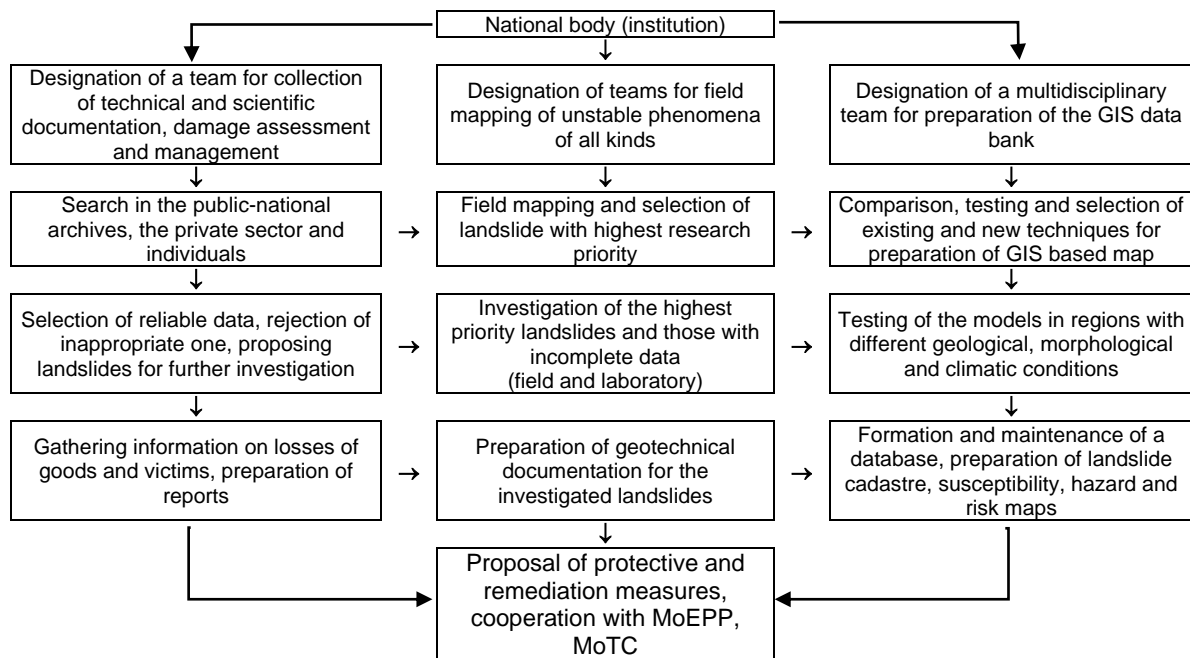 National body (institution)
Designation of a team for collection
of technical and scientific
documentation, damage assessment
and management
Designation of teams for field
mapping of unstable phenomena
of all kinds
Designation of a multidisciplinary
team for preparation of the GIS data
bank
Search in the public-national
archives, the private sector and
individuals
Field mapping and selection of
landslide with highest research
priority
Comparison, testing and selection of
existing and new techniques for
preparation of GIS based map
Selection of reliable data, rejection of
inappropriate one, proposing
landslides for further investigation
Investigation of the highest
priority landslides and those with
incomplete data
(field and laboratory)
Testing of the models in regions with
different geological, morphological
and climatic conditions
Gathering information on losses of
goods and victims, preparation of
reports
Preparation of geotechnical
documentation for the
investigated landslides
Formation and maintenance of a
database, preparation of landslide
cadastre, susceptibility, hazard and
risk maps
Proposal of protective and
remediation measures,
cooperation with MoEPP,
MoTC